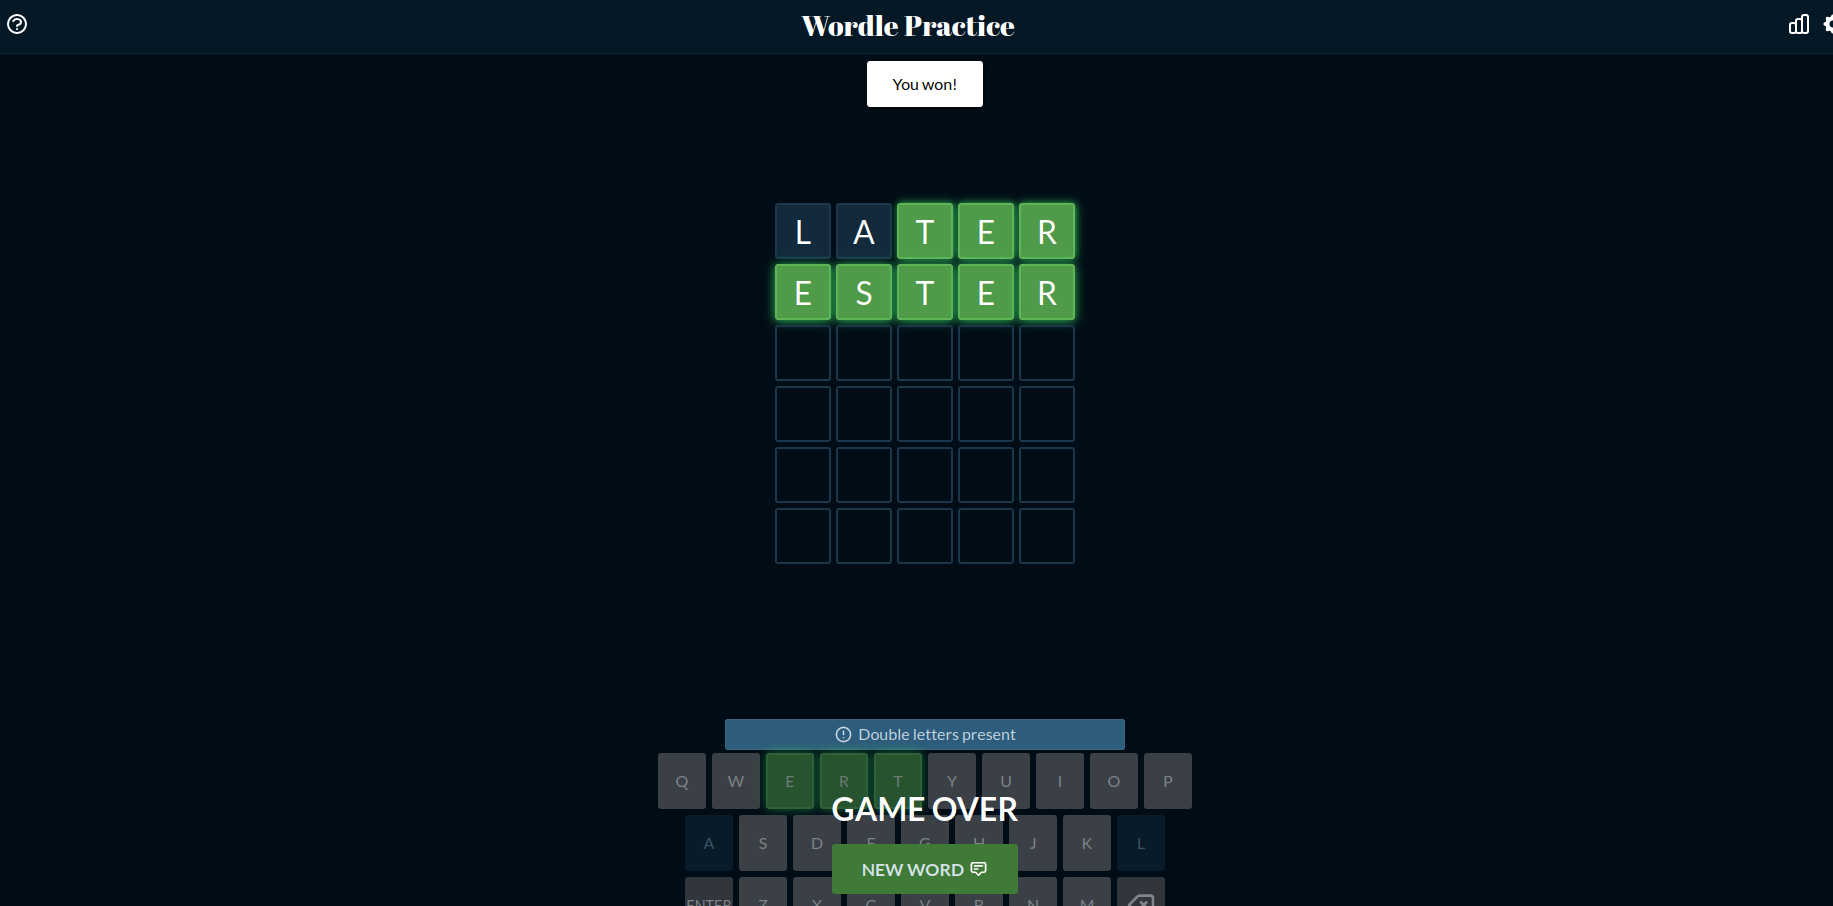 Wordle Practice
You won!
L A T E R
E S T E R
Double letters present
Q W E R T Y U I O P
GAME OVER
A S D F G H J K L
NEW WORD
ENTER Z X C V B N M